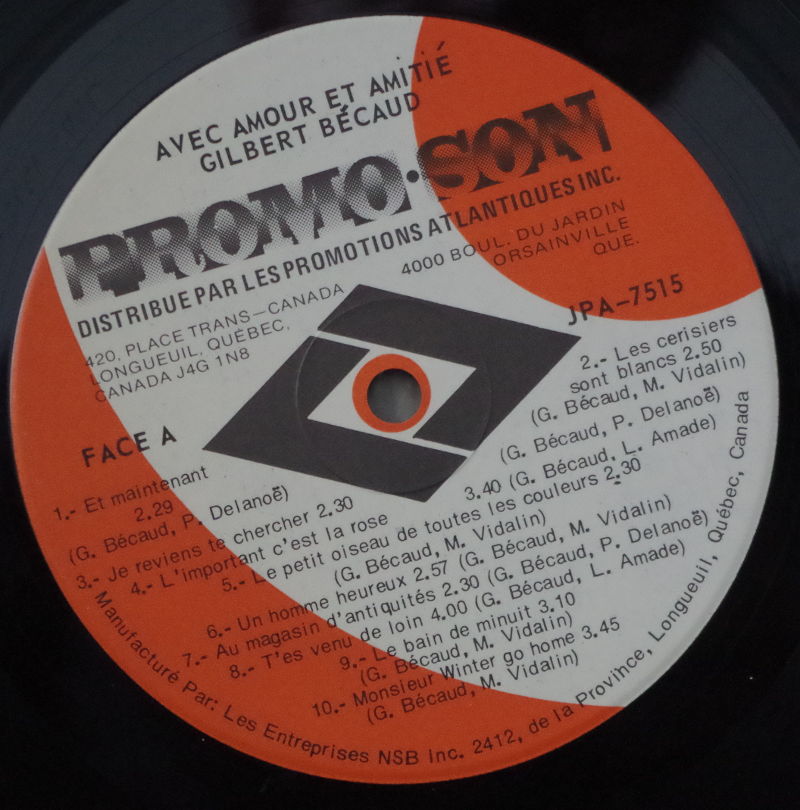 AVEC AMOUR ET AMITIÉ
GILBERT BÉCAUD
PROMO·SON
DISTRIBUE PAR LES PROMOTIONS ATLANTIQUES INC.
420, PLACE TRANS-CANADA
LONGUEUIL, QUÉBEC,
CANADA J4G 1N8
4000 BOUL. DU JARDIN
ORSAINVILLE
QUE.
JPA-7515
FACE A
1.- Et maintenant
2.29
(G. Bécaud, P. Delanoë)
2.- Les cerisiers
sont blancs 2.50
(G. Bécaud, M. Vidalin)
3.- Je reviens te chercher 2.30
(G. Bécaud, P. Delanoë)
4.- L'important c'est la rose
3.40 (G. Bécaud, L. Amade)
5.- Le petit oiseau de toutes les couleurs 2.30
(G. Bécaud, M. Vidalin)
6.- Un homme heureux 2.57 (G. Bécaud, M. Vidalin)
7.- Au magasin d'antiquités 2.30 (G. Bécaud, P. Delanoë)
8.- T'es venu de loin 4.00 (G. Bécaud, L. Amade)
9.- Le bain de minuit 3.10
(G. Bécaud, M. Vidalin)
10.- Monsieur Winter go home 3.45
(G. Bécaud, M. Vidalin)
Manufacturé Par: Les Entreprises NSB Inc. 2412, de la Province, Longueuil, Québec, Canada